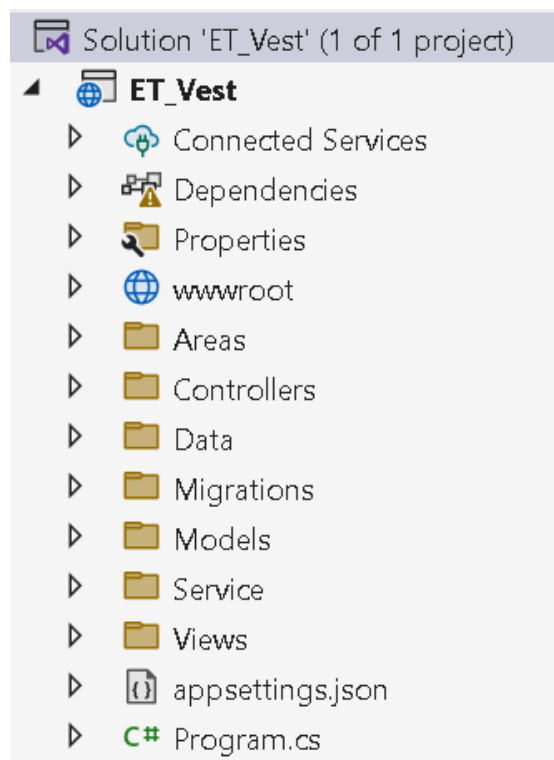 Solution 'ET_Vest' (1 of 1 project)
ET_Vest
Connected Services
Dependencies
Properties
wwwroot
Areas
Controllers
Data
Migrations
Models
Service
Views
appsettings.json
C# Program.cs